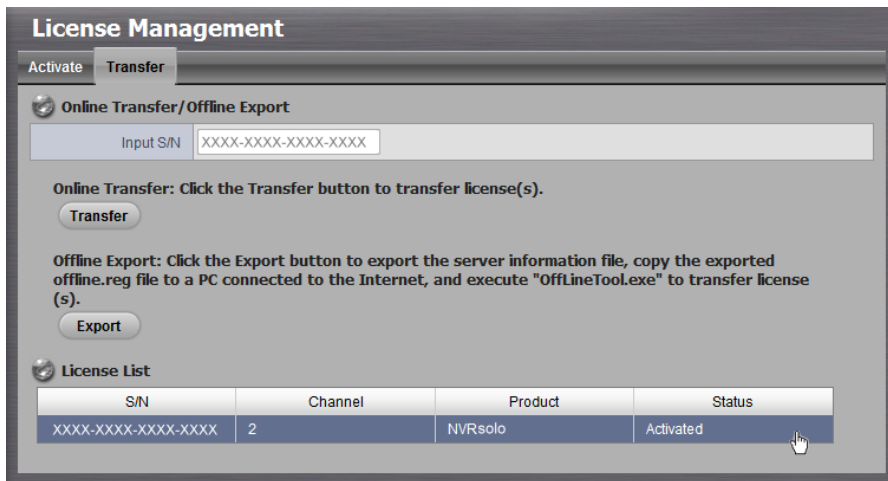 License Management
Activate Transfer
Online Transfer/Offline Export
Input S/N XXXX-XXXX-XXXX-XXXX
Online Transfer: Click the Transfer button to transfer license(s).
Transfer
Offline Export: Click the Export button to export the server information file, copy the exported
offline.reg file to a PC connected to the Internet, and execute "OffLineTool.exe" to transfer license
(s).
Export
License List
S/N Channel Product Status
XXXX-XXXX-XXXX-XXXX 2 NVRsolo Activated